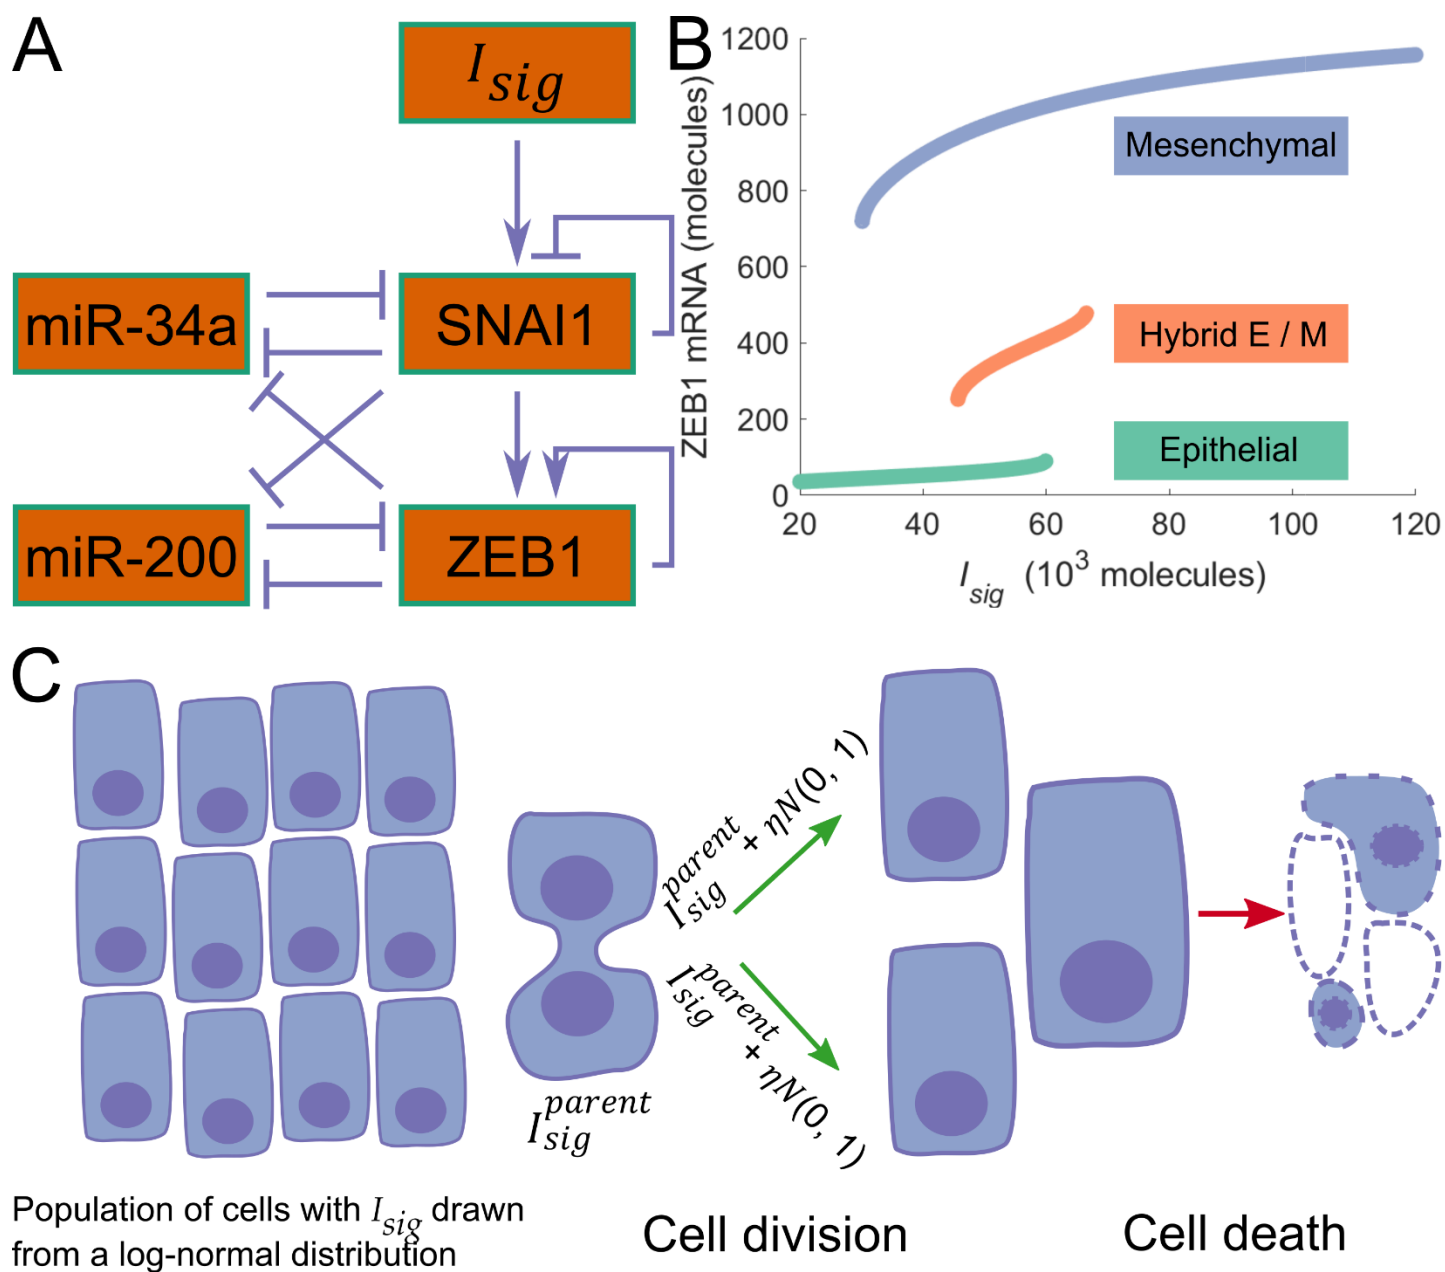 A
I_sig
miR-34a
SNAI1
miR-200
ZEB1
B
ZEB1 mRNA (molecules)
1200
1000
800
600
400
200
0
20 40 60 80 100 120
I_sig (10^3 molecules)
Mesenchymal
Hybrid E / M
Epithelial
C
I_sig^parent + ηN(0, 1)
I_sig^parent + ηN(0, 1)
I_sig^parent
Population of cells with I_sig drawn
from a log-normal distribution
Cell division
Cell death